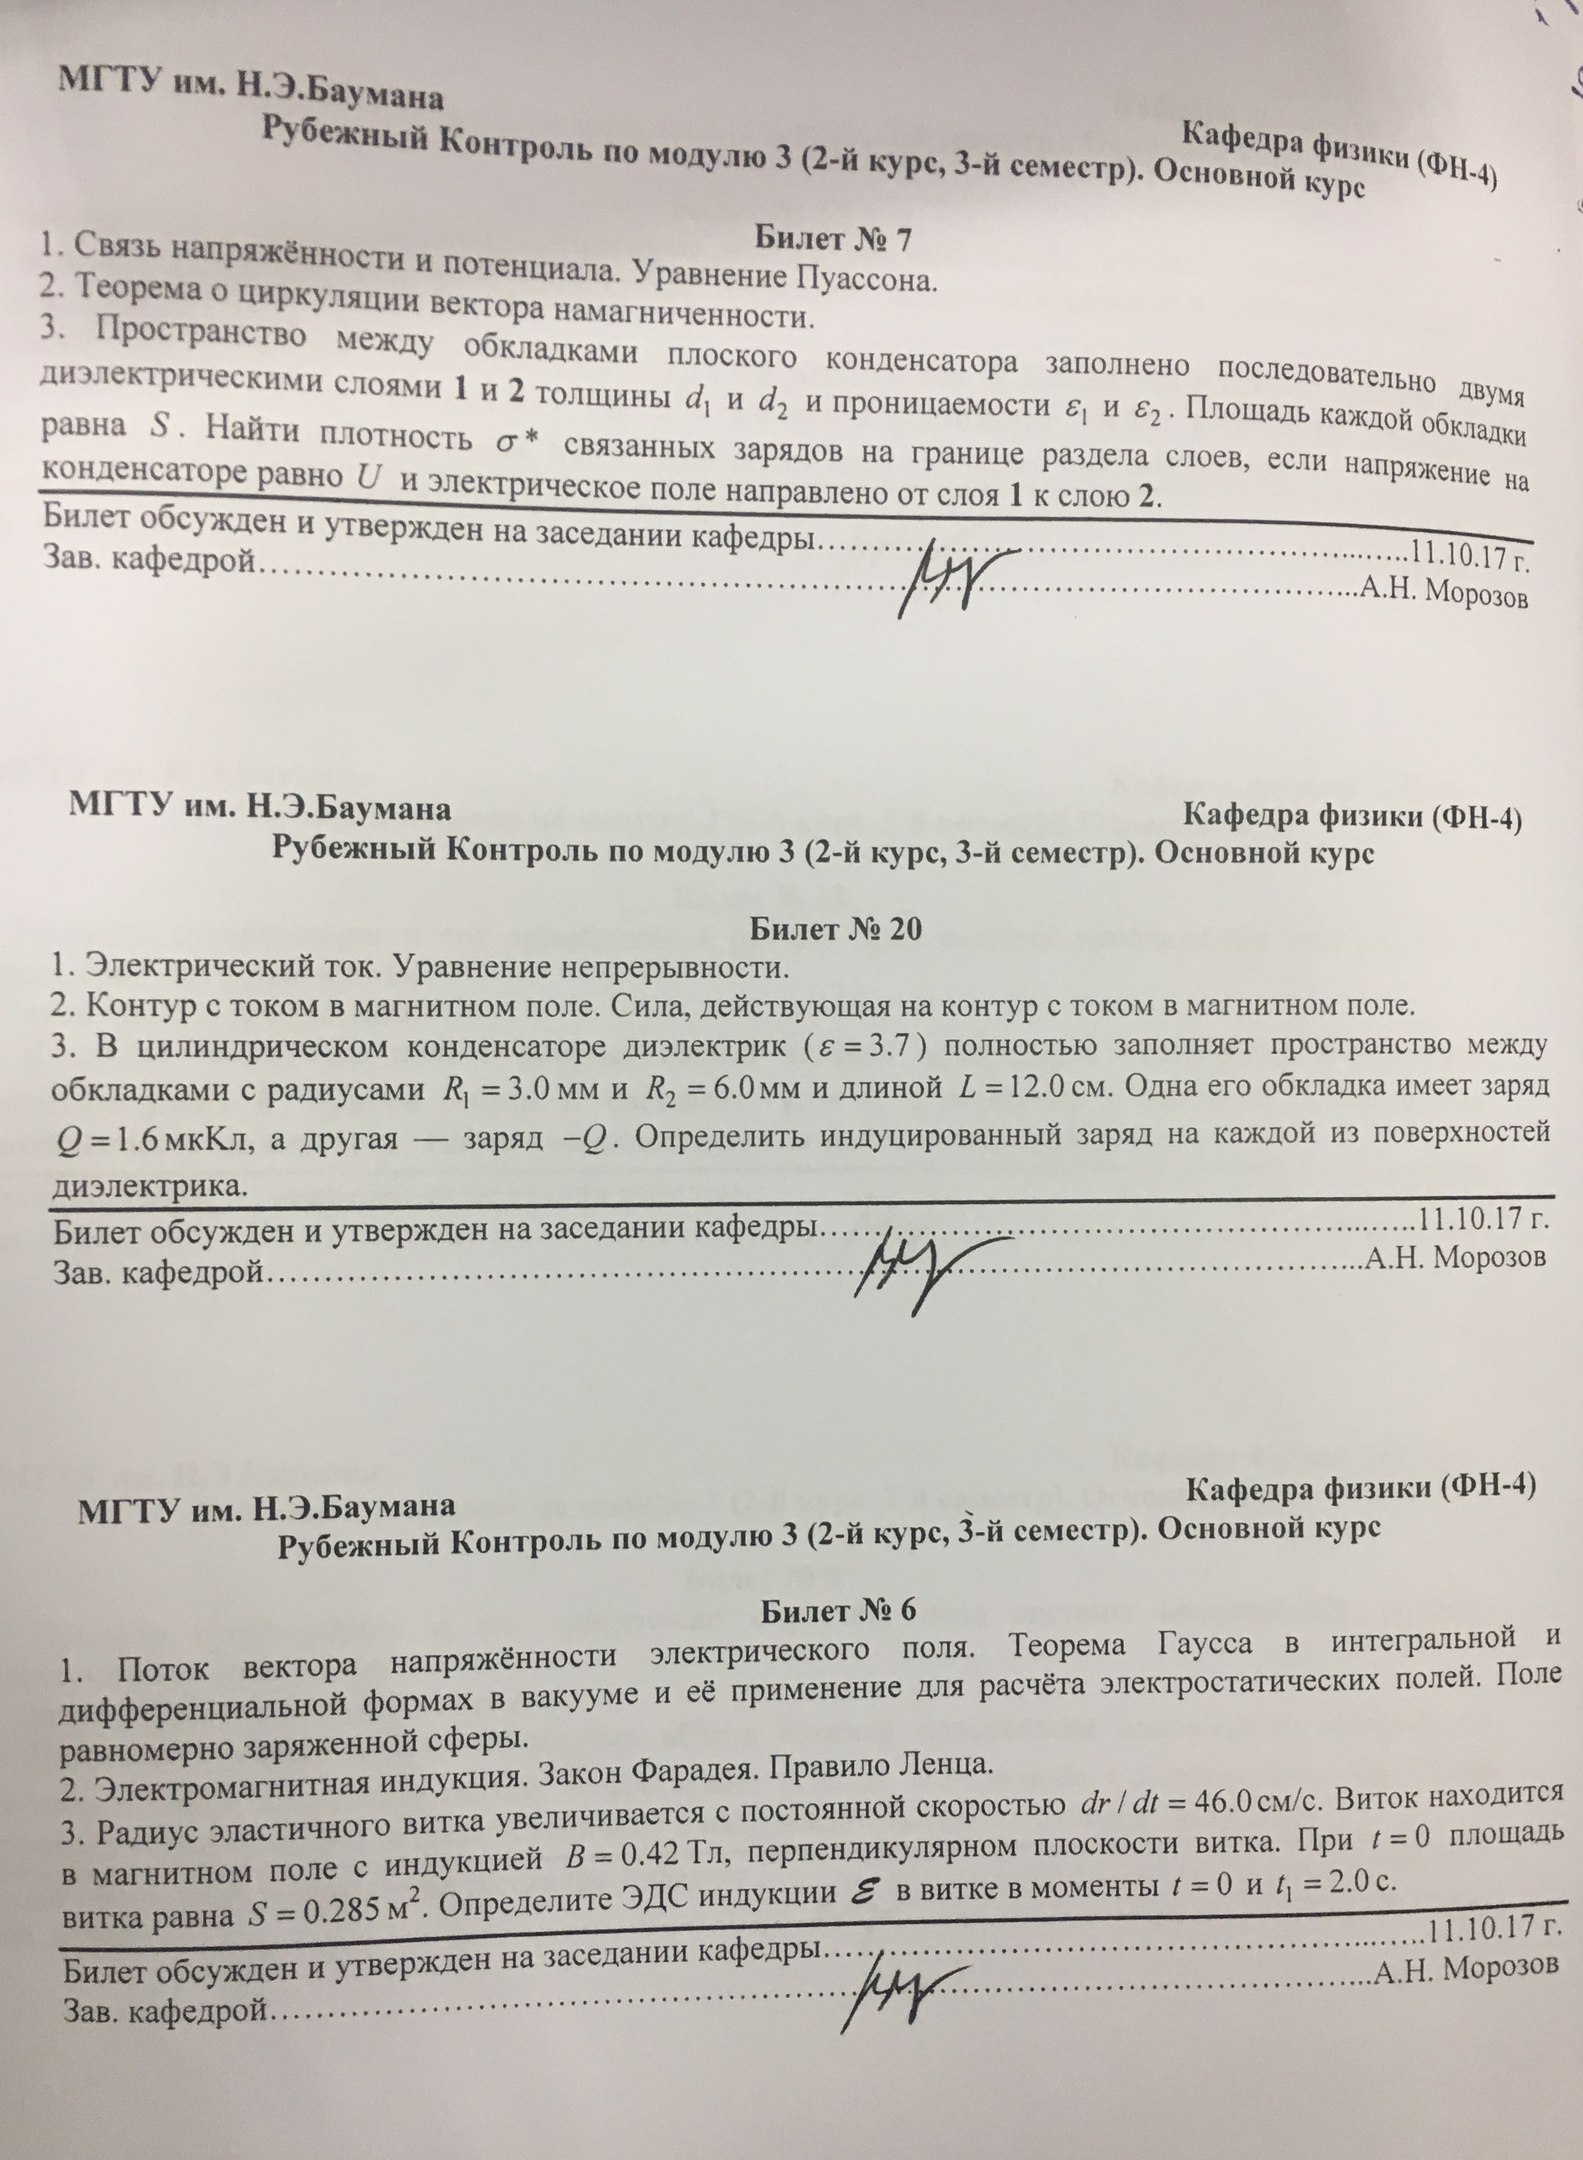 МГТУ им. Н.Э.Баумана
Кафедра физики (ФН-4)
Рубежный Контроль по модулю 3 (2-й курс, 3-й семестр). Основной курс
Билет № 7
1. Связь напряжённости и потенциала. Уравнение Пуассона.
2. Теорема о циркуляции вектора намагниченности.
3. Пространство между обкладками плоского конденсатора заполнено последовательно двумя
диэлектрическими слоями 1 и 2 толщины d₁ и d₂ и проницаемости ε₁ и ε₂. Площадь каждой обкладки
равна S. Найти плотность σ* связанных зарядов на границе раздела слоев, если напряжение на
конденсаторе равно U и электрическое поле направлено от слоя 1 к слою 2.
Билет обсужден и утвержден на заседании кафедры……………………………………………………11.10.17 г.
Зав. кафедрой……………………………………………………………………………………...А.Н. Морозов
МГТУ им. Н.Э.Баумана
Кафедра физики (ФН-4)
Рубежный Контроль по модулю 3 (2-й курс, 3-й семестр). Основной курс
Билет № 20
1. Электрический ток. Уравнение непрерывности.
2. Контур с током в магнитном поле. Сила, действующая на контур с током в магнитном поле.
3. В цилиндрическом конденсаторе диэлектрик (ε = 3.7) полностью заполняет пространство между
обкладками с радиусами R₁ = 3.0 мм и R₂ = 6.0 мм и длиной L = 12.0 см. Одна его обкладка имеет заряд
Q = 1.6 мкКл, а другая — заряд –Q. Определить индуцированный заряд на каждой из поверхностей
диэлектрика.
Билет обсужден и утвержден на заседании кафедры……………………………………………………11.10.17 г.
Зав. кафедрой……………………………………………………………………………………...А.Н. Морозов
МГТУ им. Н.Э.Баумана
Кафедра физики (ФН-4)
Рубежный Контроль по модулю 3 (2-й курс, 3-й семестр). Основной курс
Билет № 6
1. Поток вектора напряжённости электрического поля. Теорема Гаусса в интегральной и
дифференциальной формах в вакууме и её применение для расчёта электростатических полей. Поле
равномерно заряженной сферы.
2. Электромагнитная индукция. Закон Фарадея. Правило Ленца.
3. Радиус эластичного витка увеличивается с постоянной скоростью dr / dt = 46.0 см/с. Виток находится
в магнитном поле с индукцией B = 0.42 Тл, перпендикулярном плоскости витка. При t = 0 площадь
витка равна S = 0.285 м². Определите ЭДС индукции ℰ в витке в моменты t = 0 и t₁ = 2.0 с.
Билет обсужден и утвержден на заседании кафедры……………………………………………………11.10.17 г.
Зав. кафедрой……………………………………………………………………………………...А.Н. Морозов